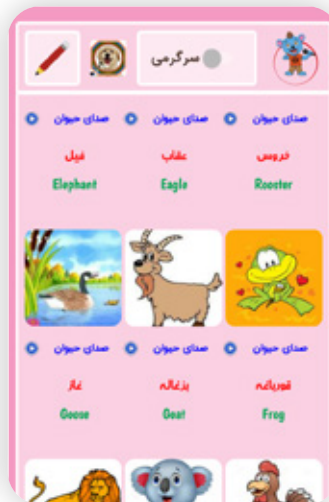 سرگرمی
صدای حیوان صدای حیوان صدای حیوان
خروس عقاب فیل
Elephant Eagle Rooster
صدای حیوان صدای حیوان صدای حیوان
قورباغه بزغاله غاز
Goose Goat Frog